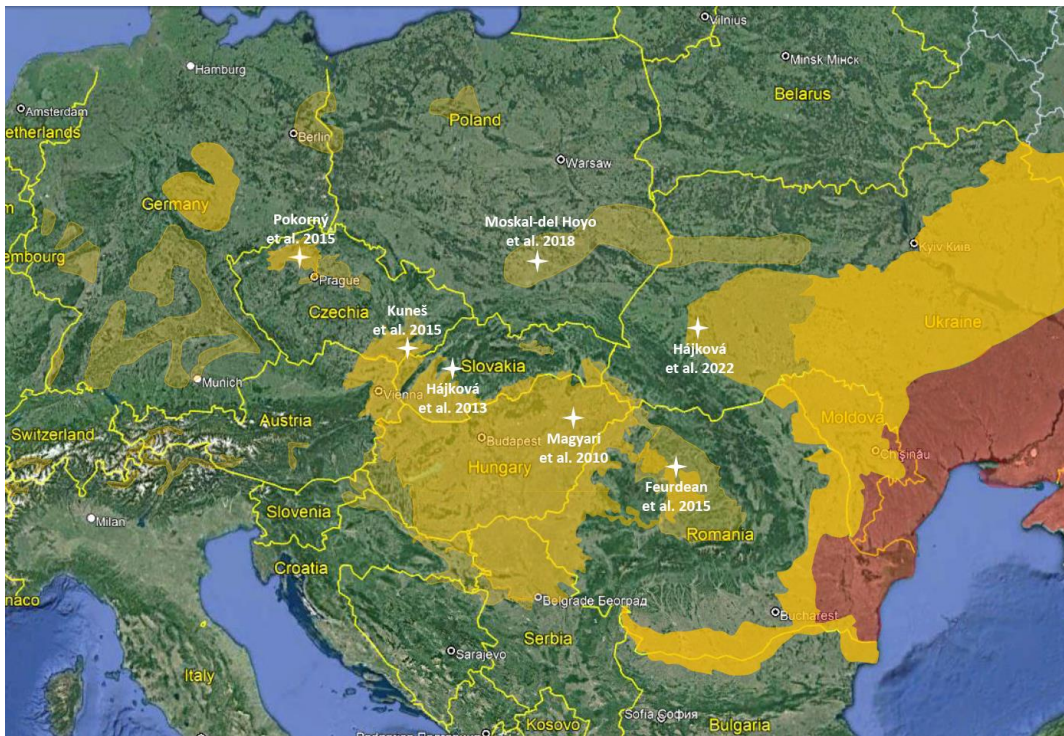 Vilnius
Minsk Мінск
Hamburg
Belarus
Amsterdam
Netherlands
Poland
Berlin
Warsaw
Germany
Pokorný
et al. 2015
Moskal-del Hoyo
et al. 2018
Kyiv Київ
Prague
Czechia
Kuneš
et al. 2015
Ukraine
Hájková
et al. 2022
Slovakia
Munich
Vienna
Hájková
et al. 2013
Moldova
Austria
Switzerland
Budapest
Magyari
et al. 2010
Chișinău
Hungary
Feurdean
et al. 2015
Slovenia
Milan
Romania
Croatia
Belgrade Београд
Bucharest
Serbia
Sarajevo
Italy
Kosovo
Sofia София
Bulgaria